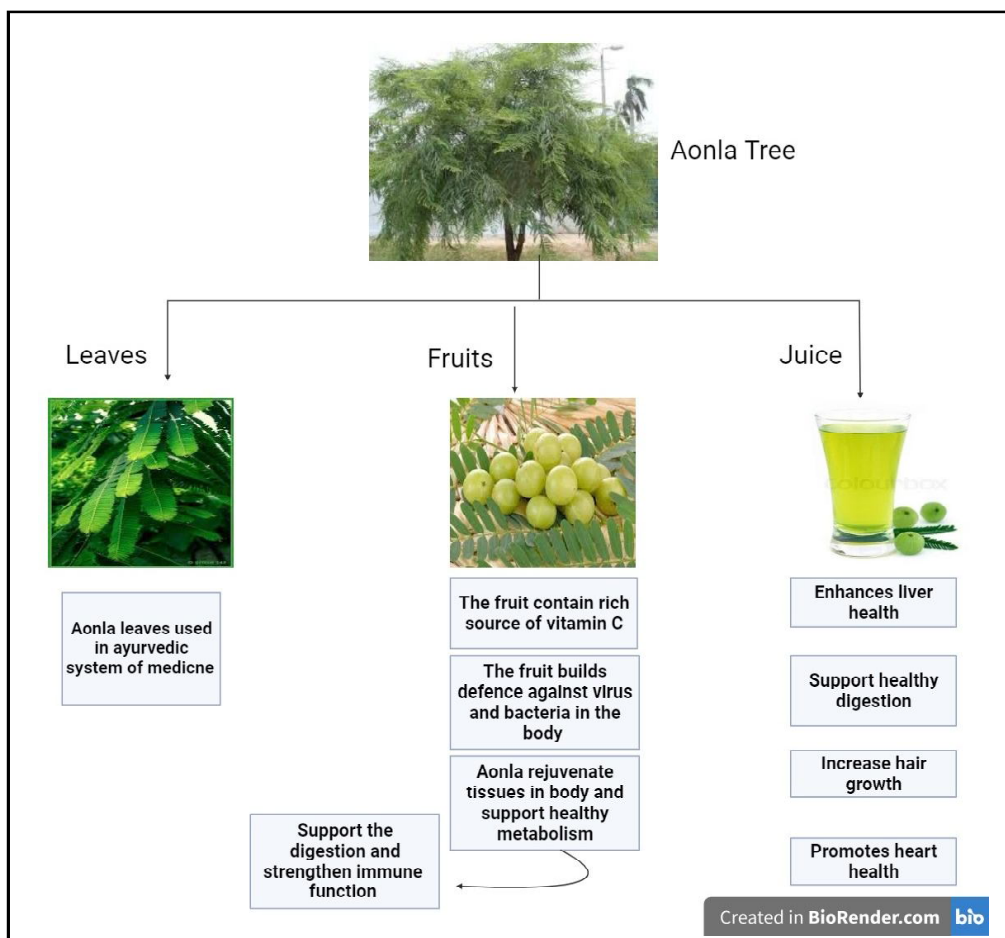 Aonla Tree
Leaves
Fruits
Juice
Aonla leaves used
in ayurvedic
system of medicne
The fruit contain rich
source of vitamin C
The fruit builds
defence against virus
and bacteria in the
body
Aonla rejuvenate
tissues in body and
support healthy
metabolism
Support the
digestion and
strengthen immune
function
colourbox
Enhances liver
health
Support healthy
digestion
Increase hair
growth
Promotes heart
health
Created in BioRender.com bio